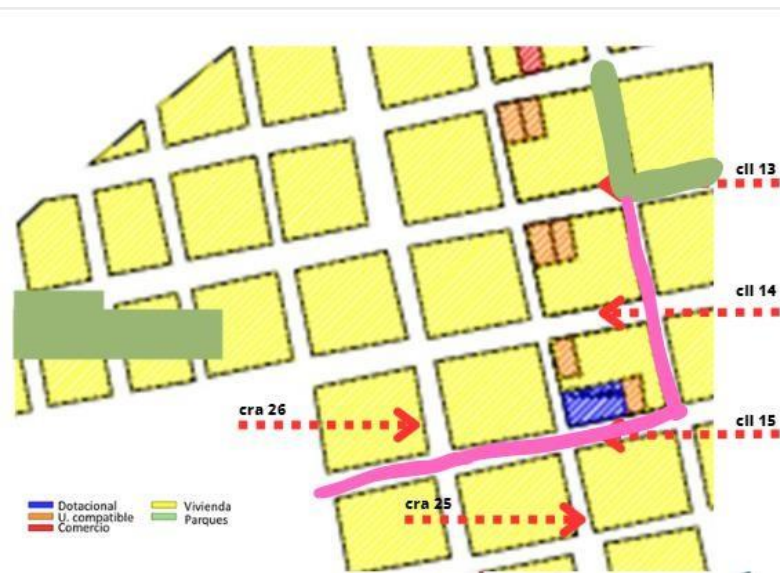 cll 13
cll 14
cra 26
cll 15
cra 25
Dotacional
U. compatible
Comercio
Vivienda
Parques